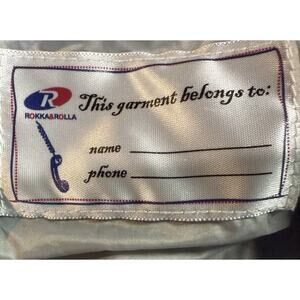 R
ROKKA&ROLLA
This garment belongs to:
name
phone